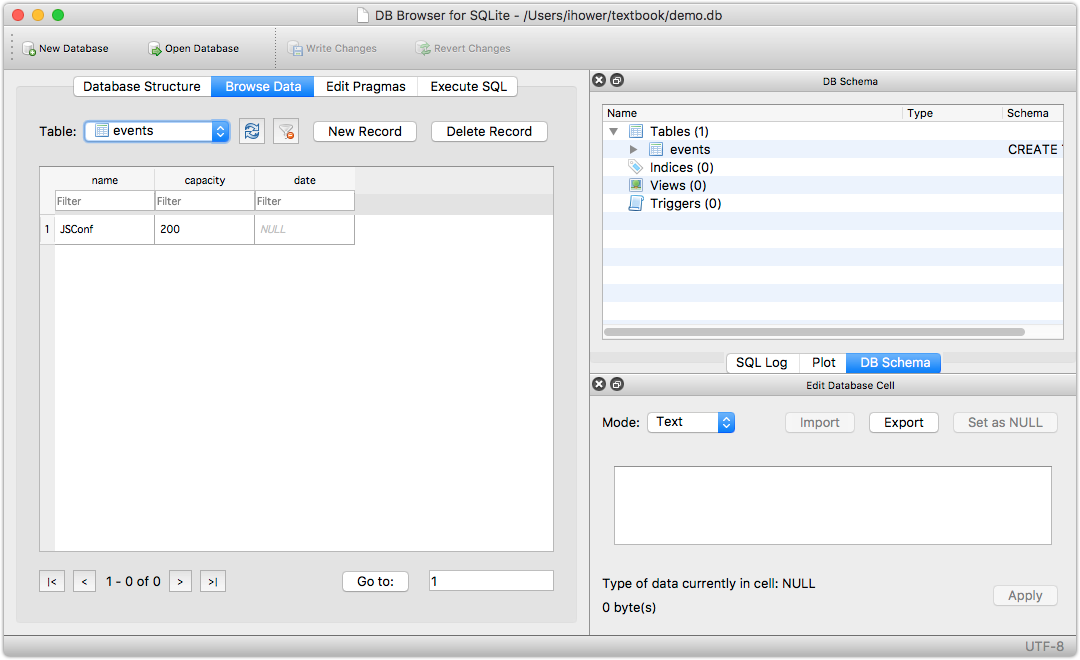 DB Browser for SQLite - /Users/ihower/textbook/demo.db
New Database Open Database Write Changes Revert Changes
Database Structure Browse Data Edit Pragmas Execute SQL
Table: events New Record Delete Record
name capacity date
Filter Filter Filter
1 JSConf 200 NULL
|< < 1 - 0 of 0 > >| Go to: 1
DB Schema
Name Type Schema
Tables (1)
events CREATE
Indices (0)
Views (0)
Triggers (0)
SQL Log Plot DB Schema
Edit Database Cell
Mode: Text Import Export Set as NULL
Type of data currently in cell: NULL
0 byte(s)
Apply
UTF-8